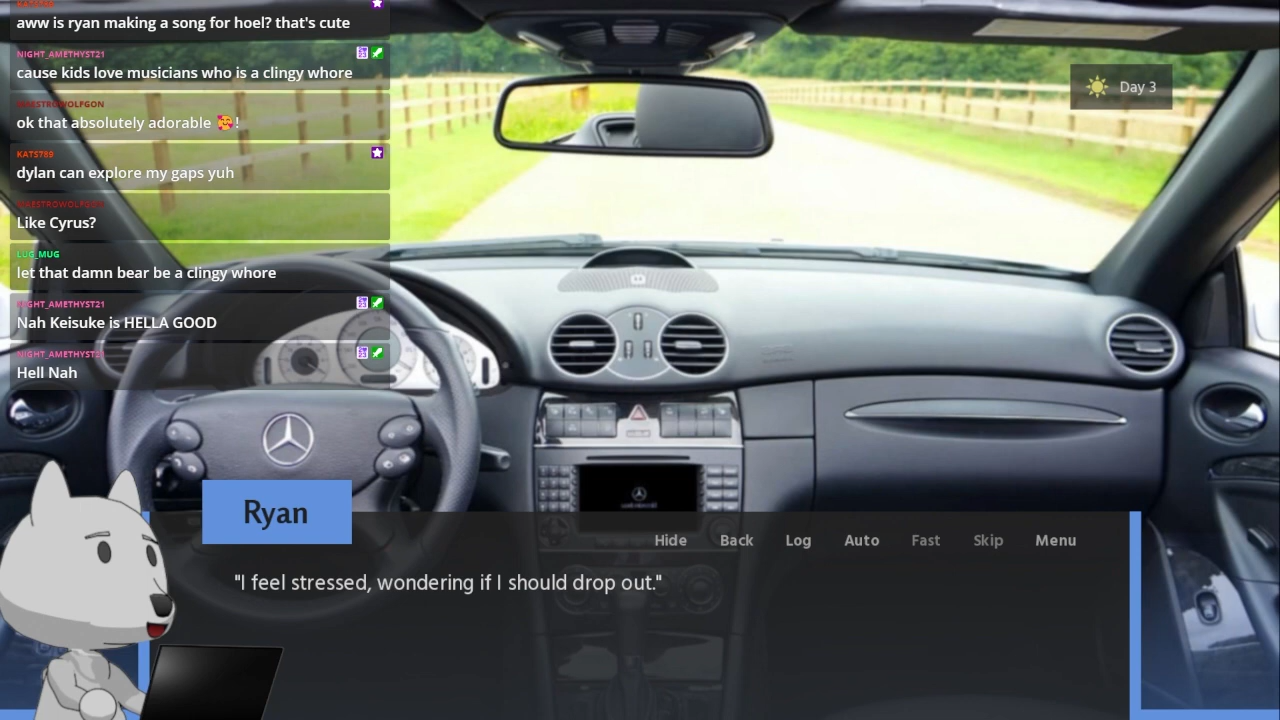 aww is ryan making a song for hoel? that's cute
NIGHT_AMETHYST21
cause kids love musicians who is a clingy whore
MAESTROWOLFGON
ok that absolutely adorable 🥰!
KATS789
dylan can explore my gaps yuh
MAESTROWOLFGON
Like Cyrus?
LUG_MUG
let that damn bear be a clingy whore
NIGHT_AMETHYST21
Nah Keisuke is HELLA GOOD
NIGHT_AMETHYST21
Hell Nah
Day 3
Ryan
Hide Back Log Auto Fast Skip Menu
"I feel stressed, wondering if I should drop out."